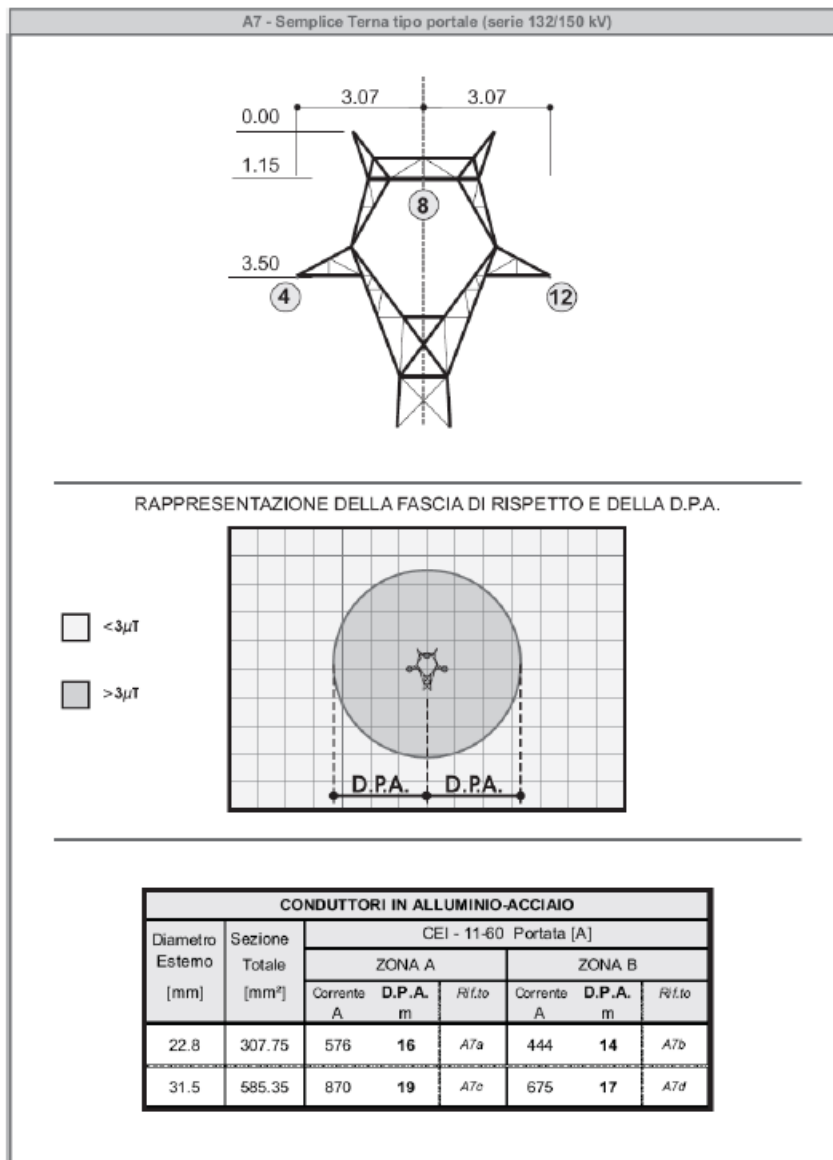 A7 - Semplice Terna tipo portale (serie 132/150 kV)
3.07 3.07
0.00
1.15
8
3.50
4 12
RAPPRESENTAZIONE DELLA FASCIA DI RISPETTO E DELLA D.P.A.
<3μT
>3μT
D.P.A. D.P.A.
CONDUTTORI IN ALLUMINIO-ACCIAIO
Diametro Esterno [mm] Sezione Totale [mm²] CEI - 11-60 Portata [A]
ZONA A ZONA B
Corrente A D.P.A. m Rif.to Corrente A D.P.A. m Rif.to
22.8 307.75 576 16 A7a 444 14 A7b
31.5 585.35 870 19 A7c 675 17 A7d